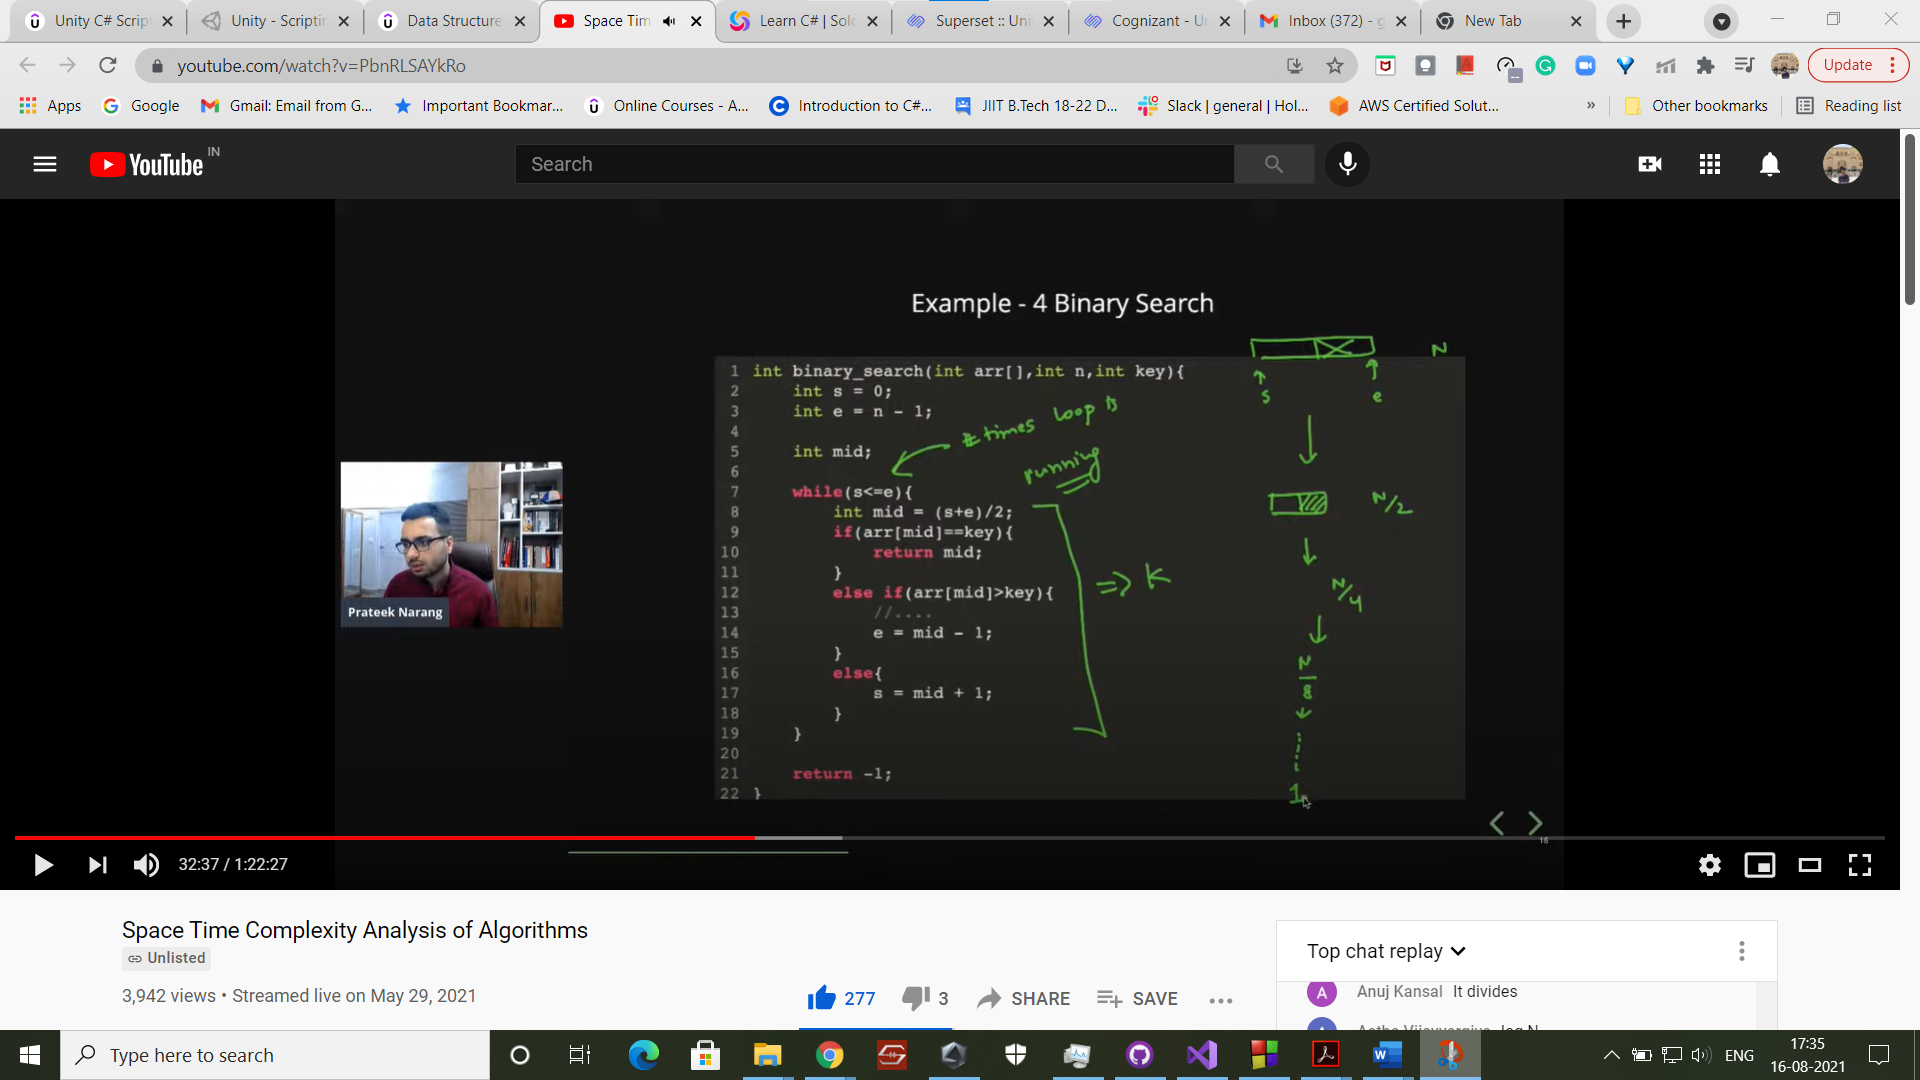 Unity C# Scrip
Unity - Scriptin
Data Structure
Space Tim
Learn C# | Solo
Superset :: Uni
Cognizant - Un
Inbox (372) - g
New Tab
youtube.com/watch?v=PbnRLSAYkRo
Update
Apps
Google
Gmail: Email from G...
Important Bookmar...
Online Courses - A...
Introduction to C#...
JIIT B.Tech 18-22 D...
Slack | general | Hol...
AWS Certified Solut...
»
Other bookmarks
Reading list
YouTube IN
Search
Example - 4 Binary Search
1 int binary_search(int arr[],int n,int key){
2 int s = 0;
3 int e = n - 1;
4
5 int mid;
6
7 while(s<=e){
8 int mid = (s+e)/2;
9 if(arr[mid]==key){
10 return mid;
11 }
12 else if(arr[mid]>key){
13 //....
14 e = mid - 1;
15 }
16 else{
17 s = mid + 1;
18 }
19 }
20
21 return -1;
22 }
# times loop is
running
=> K
N
s e
N/2
N/4
N/8
1
Prateek Narang
16
32:37 / 1:22:27
Space Time Complexity Analysis of Algorithms
Unlisted
3,942 views • Streamed live on May 29, 2021
277
3
SHARE
SAVE
Top chat replay
A Anuj Kansal It divides
Type here to search
ENG
17:35
16-08-2021